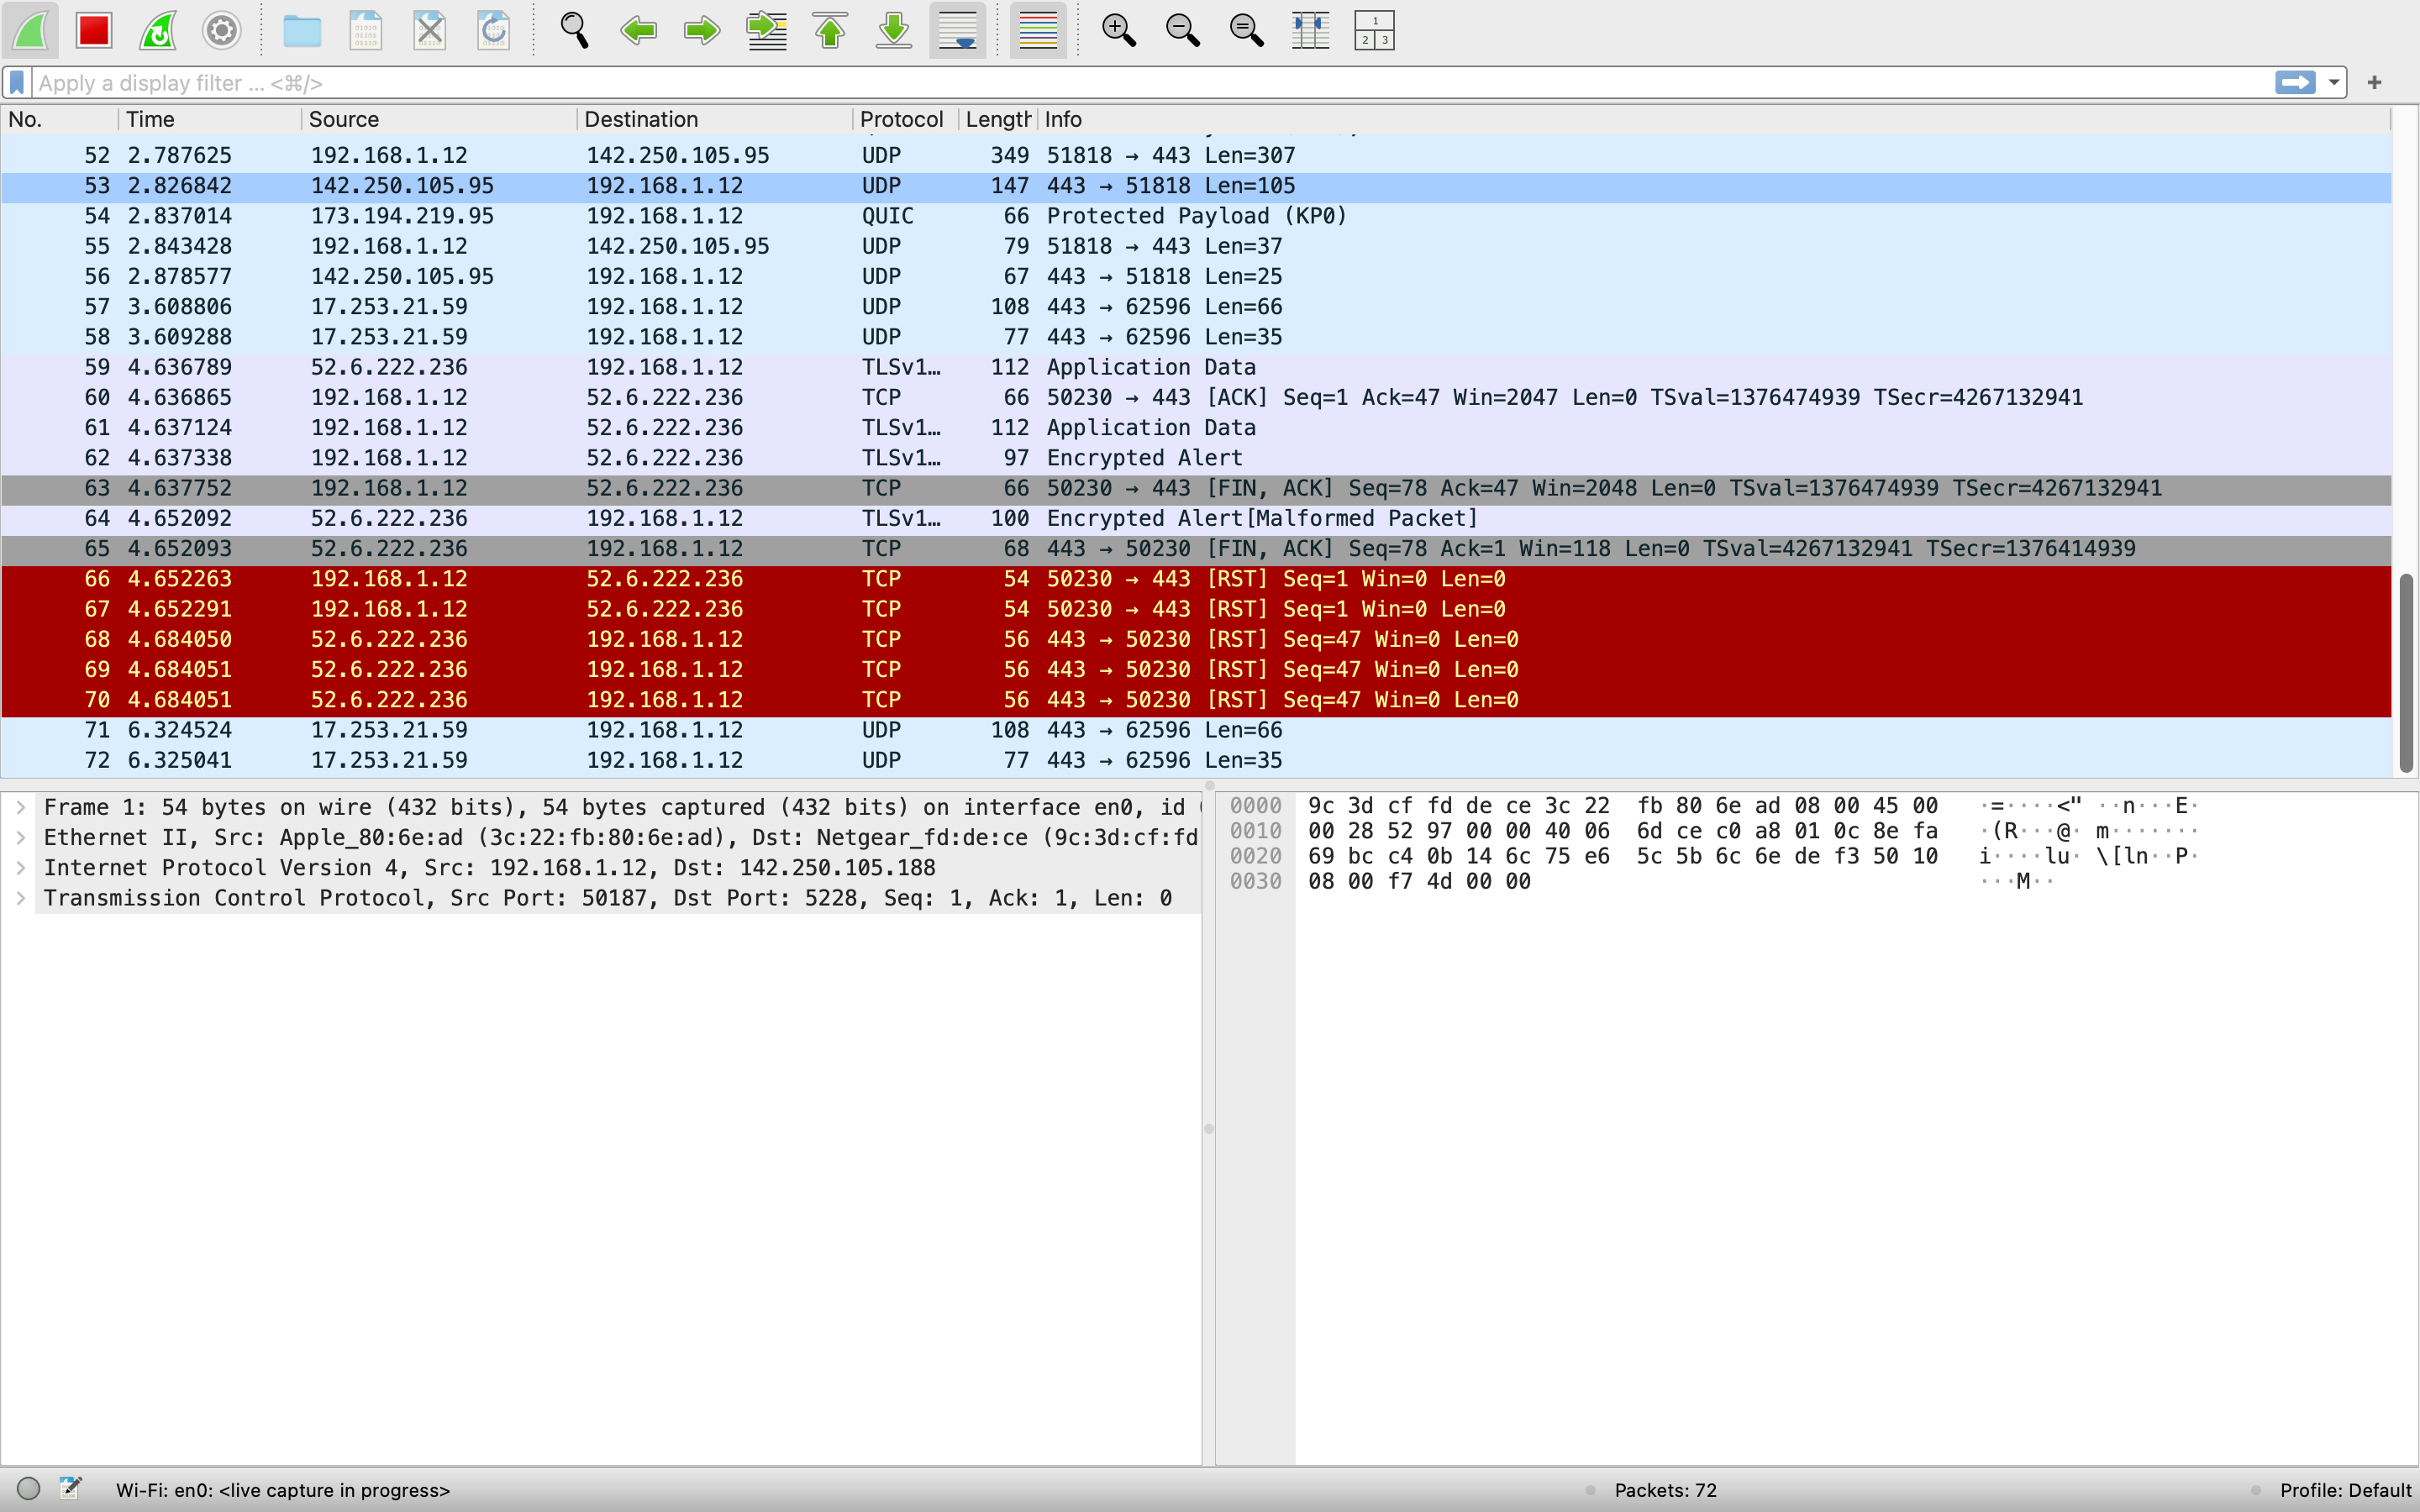 Apply a display filter ... <⌘/>
No. Time Source Destination Protocol Length Info
52 2.787625 192.168.1.12 142.250.105.95 UDP 349 51818 → 443 Len=307
53 2.826842 142.250.105.95 192.168.1.12 UDP 147 443 → 51818 Len=105
54 2.837014 173.194.219.95 192.168.1.12 QUIC 66 Protected Payload (KP0)
55 2.843428 192.168.1.12 142.250.105.95 UDP 79 51818 → 443 Len=37
56 2.878577 142.250.105.95 192.168.1.12 UDP 67 443 → 51818 Len=25
57 3.608806 17.253.21.59 192.168.1.12 UDP 108 443 → 62596 Len=66
58 3.609288 17.253.21.59 192.168.1.12 UDP 77 443 → 62596 Len=35
59 4.636789 52.6.222.236 192.168.1.12 TLSv1… 112 Application Data
60 4.636865 192.168.1.12 52.6.222.236 TCP 66 50230 → 443 [ACK] Seq=1 Ack=47 Win=2047 Len=0 TSval=1376474939 TSecr=4267132941
61 4.637124 192.168.1.12 52.6.222.236 TLSv1… 112 Application Data
62 4.637338 192.168.1.12 52.6.222.236 TLSv1… 97 Encrypted Alert
63 4.637752 192.168.1.12 52.6.222.236 TCP 66 50230 → 443 [FIN, ACK] Seq=78 Ack=47 Win=2048 Len=0 TSval=1376474939 TSecr=4267132941
64 4.652092 52.6.222.236 192.168.1.12 TLSv1… 100 Encrypted Alert[Malformed Packet]
65 4.652093 52.6.222.236 192.168.1.12 TCP 68 443 → 50230 [FIN, ACK] Seq=78 Ack=1 Win=118 Len=0 TSval=4267132941 TSecr=1376414939
66 4.652263 192.168.1.12 52.6.222.236 TCP 54 50230 → 443 [RST] Seq=1 Win=0 Len=0
67 4.652291 192.168.1.12 52.6.222.236 TCP 54 50230 → 443 [RST] Seq=1 Win=0 Len=0
68 4.684050 52.6.222.236 192.168.1.12 TCP 56 443 → 50230 [RST] Seq=47 Win=0 Len=0
69 4.684051 52.6.222.236 192.168.1.12 TCP 56 443 → 50230 [RST] Seq=47 Win=0 Len=0
70 4.684051 52.6.222.236 192.168.1.12 TCP 56 443 → 50230 [RST] Seq=47 Win=0 Len=0
71 6.324524 17.253.21.59 192.168.1.12 UDP 108 443 → 62596 Len=66
72 6.325041 17.253.21.59 192.168.1.12 UDP 77 443 → 62596 Len=35
Frame 1: 54 bytes on wire (432 bits), 54 bytes captured (432 bits) on interface en0, id
Ethernet II, Src: Apple_80:6e:ad (3c:22:fb:80:6e:ad), Dst: Netgear_fd:de:ce (9c:3d:cf:fd
Internet Protocol Version 4, Src: 192.168.1.12, Dst: 142.250.105.188
Transmission Control Protocol, Src Port: 50187, Dst Port: 5228, Seq: 1, Ack: 1, Len: 0
0000 9c 3d cf fd de ce 3c 22 fb 80 6e ad 08 00 45 00 ·=····<" ··n···E·
0010 00 28 52 97 00 00 40 06 6d ce c0 a8 01 0c 8e fa ·(R···@· m·······
0020 69 bc c4 0b 14 6c 75 e6 5c 5b 6c 6e de f3 50 10 i····lu· \[ln··P·
0030 08 00 f7 4d 00 00 ···M··
Wi-Fi: en0: <live capture in progress>
Packets: 72
Profile: Default